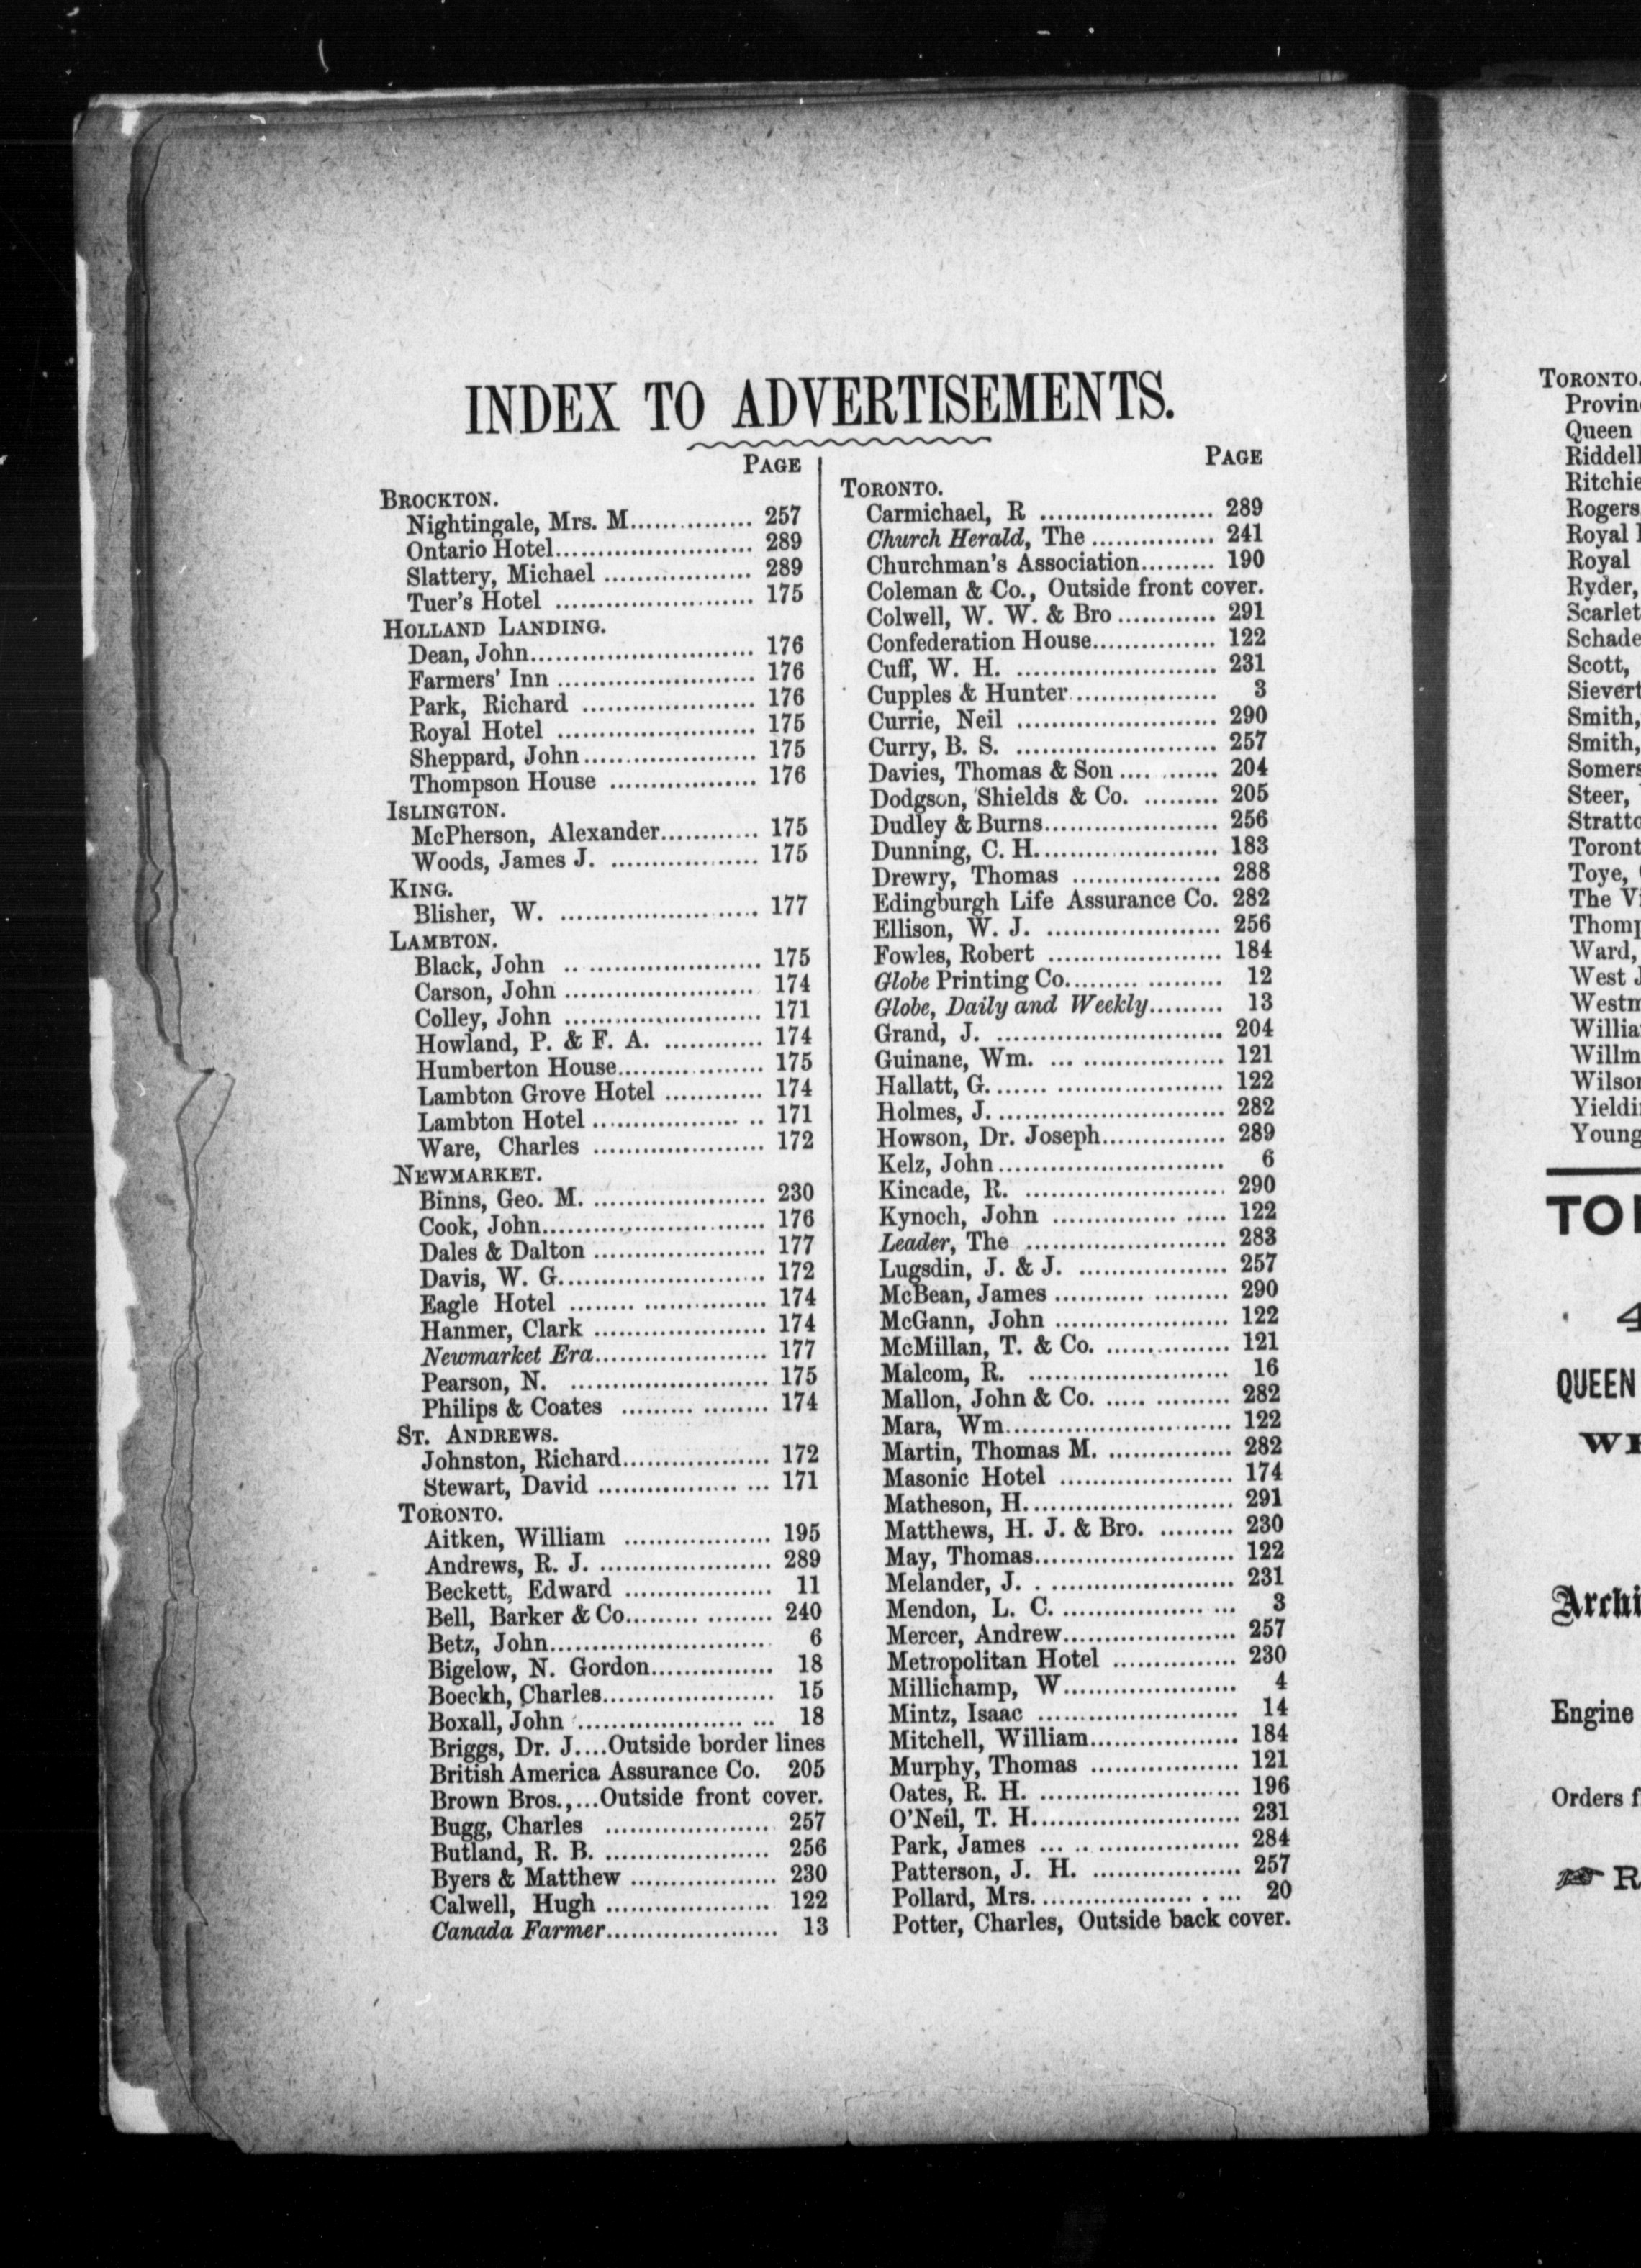 INDEX TO ADVERTISEMENTS.
PAGE
BROCKTON.
Nightingale, Mrs. M............... 257
Ontario Hotel........................ 289
Slattery, Michael .................. 289
Tuer's Hotel ........................ 175
HOLLAND LANDING.
Dean, John........................... 176
Farmers' Inn ........................ 176
Park, Richard ..................... 176
Royal Hotel ........................ 175
Sheppard, John..................... 175
Thompson House .................. 176
ISLINGTON.
McPherson, Alexander............ 175
Woods, James J. .................. 175
KING.
Blisher, W. ........................ 177
LAMBTON.
Black, John .. ..................... 175
Carson, John ....................... 174
Colley, John ........................ 171
Howland, P. & F. A. ............ 174
Humberton House.................. 175
Lambton Grove Hotel ............ 174
Lambton Hotel .................. .. 171
Ware, Charles ..................... 172
NEWMARKET.
Binns, Geo. M. ..................... 230
Cook, John........................... 176
Dales & Dalton ..................... 177
Davis, W. G......................... 172
Eagle Hotel ........ ............... 174
Hanmer, Clark ..................... 174
Newmarket Era..................... 177
Pearson, N. ........................ 175
Philips & Coates ......... ........ 174
ST. ANDREWS.
Johnston, Richard.................. 172
Stewart, David ................. ... 171
TORONTO.
Aitken, William .................. 195
Andrews, R. J. ..................... 289
Beckett, Edward .................. 11
Bell, Barker & Co......... ........ 240
Betz, John........................... 6
Bigelow, N. Gordon............... 18
Boeckh, Charles..................... 15
Boxall, John .................... ... 18
Briggs, Dr. J....Outside border lines
British America Assurance Co. 205
Brown Bros.,...Outside front cover.
Bugg, Charles .................... 257
Butland, R. B. .................... 256
Byers & Matthew .................. 230
Calwell, Hugh .................... 122
Canada Farmer..................... 13
PAGE
TORONTO.
Carmichael, R ..................... 289
Church Herald, The ............... 241
Churchman's Association......... 190
Coleman & Co., Outside front cover.
Colwell, W. W. & Bro ............ 291
Confederation House............... 122
Cuff, W. H. ........................ 231
Cupples & Hunter.................. 3
Currie, Neil ........................ 290
Curry, B. S. ........................ 257
Davies, Thomas & Son .... ....... 204
Dodgson, Shields & Co. ......... 205
Dudley & Burns..................... 256
Dunning, C. H...................... 183
Drewry, Thomas .................. 288
Edingburgh Life Assurance Co. 282
Ellison, W. J. ..................... 256
Fowles, Robert ..................... 184
Globe Printing Co......... ......... 12
Globe, Daily and Weekly......... 13
Grand, J. ........................... 204
Guinane, Wm. ... ................. 121
Hallatt, G....... .................... 122
Holmes, J. ........................... 282
Howson, Dr. Joseph............... 289
Kelz, John........................... 6
Kincade, R. ........................ 290
Kynoch, John ............... ..... 122
Leader, The ........................ 283
Lugsdin, J. & J. .................. 257
McBean, James ........... ......... 290
McGann, John ..................... 122
McMillan, T. & Co. ............... 121
Malcom, R. ........................ 16
Mallon, John & Co. ..... ......... 282
Mara, Wm........................... 122
Martin, Thomas M. ............... 282
Masonic Hotel ..................... 174
Matheson, H......................... 291
Matthews, H. J. & Bro. ......... 230
May, Thomas........................ 122
Melander, J. . ...................... 231
Mendon, L. C. ................. ... 3
Mercer, Andrew..................... 257
Metropolitan Hotel ............... 230
Millichamp, W..................... 4
Mintz, Isaac ........................ 14
Mitchell, William.................. 184
Murphy, Thomas .................. 121
Oates, R. H. ........................ 196
O'Neil, T. H......................... 231
Park, James ... .. ................. 284
Patterson, J. H. .................. 257
Pollard, Mrs................... . ... 20
Potter, Charles, Outside back cover.
TORONTO.
Queen
Scott,
Smith,
Smith,
Steer,
Toye,
Ward,
QUEEN
Engine
Orders